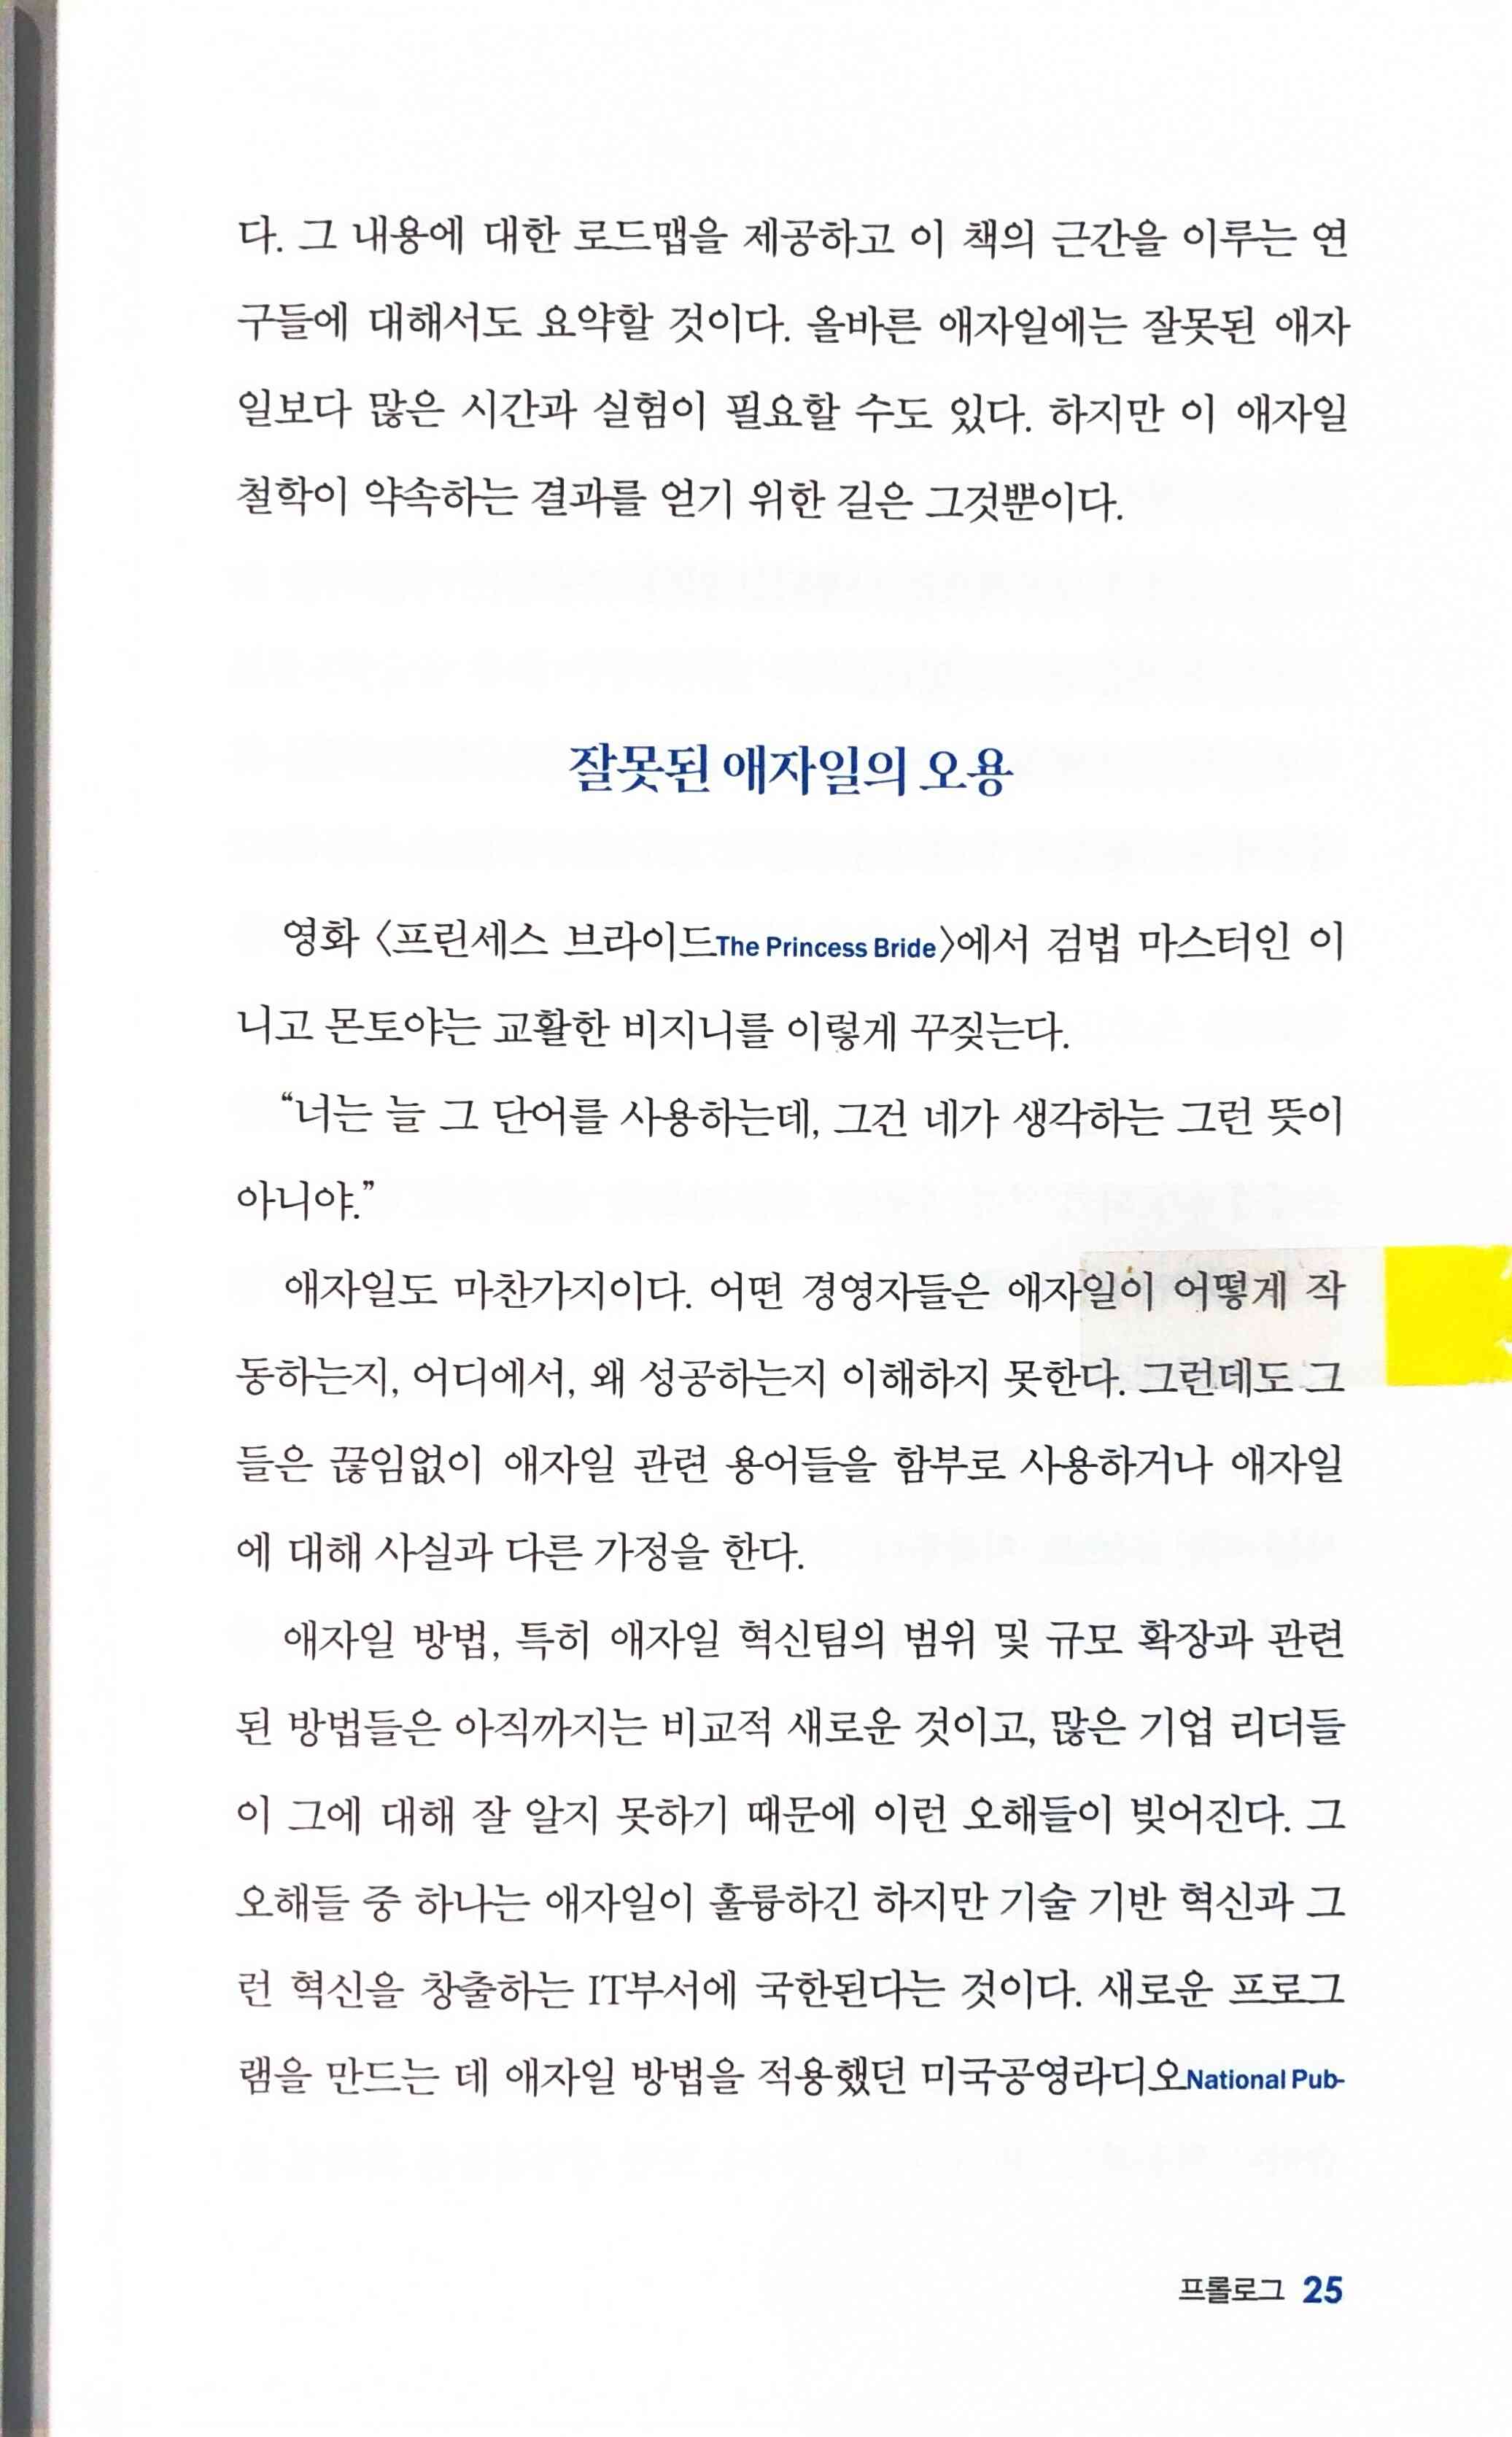 다. 그 내용에 대한 로드맵을 제공하고 이 책의 근간을 이루는 연
구들에 대해서도 요약할 것이다. 올바른 애자일에는 잘못된 애자
일보다 많은 시간과 실험이 필요할 수도 있다. 하지만 이 애자일
철학이 약속하는 결과를 얻기 위한 길은 그것뿐이다.
잘못된 애자일의 오용
영화 〈프린세스 브라이드The Princess Bride〉에서 검법 마스터인 이
니고 몬토야는 교활한 비지니를 이렇게 꾸짖는다.
“너는 늘 그 단어를 사용하는데, 그건 네가 생각하는 그런 뜻이
아니야.”
애자일도 마찬가지이다. 어떤 경영자들은 애자일이 어떻게 작
동하는지, 어디에서, 왜 성공하는지 이해하지 못한다. 그런데도 그
들은 끊임없이 애자일 관련 용어들을 함부로 사용하거나 애자일
에 대해 사실과 다른 가정을 한다.
애자일 방법, 특히 애자일 혁신팀의 범위 및 규모 확장과 관련
된 방법들은 아직까지는 비교적 새로운 것이고, 많은 기업 리더들
이 그에 대해 잘 알지 못하기 때문에 이런 오해들이 빚어진다. 그
오해들 중 하나는 애자일이 훌륭하긴 하지만 기술 기반 혁신과 그
런 혁신을 창출하는 IT부서에 국한된다는 것이다. 새로운 프로그
램을 만드는 데 애자일 방법을 적용했던 미국공영라디오National Pub-
프롤로그 25